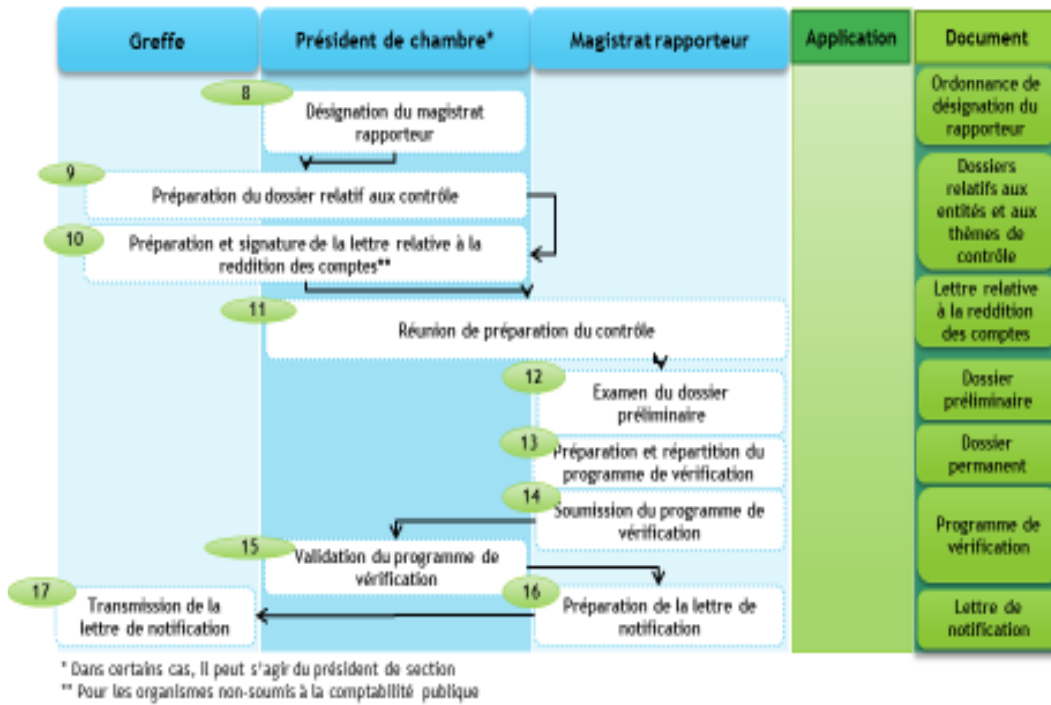 Greffe
Président de chambre*
Magistrat rapporteur
Application
Document
8
Désignation du magistrat
rapporteur
9
Préparation du dossier relatif aux contrôle
10
Préparation et signature de la lettre relative à la
reddition des comptes**
11
Réunion de préparation du contrôle
12
Examen du dossier
préliminaire
13
Préparation et répartition du
programme de vérification
14
Soumission du programme de
vérification
15
Validation du programme de
vérification
16
Préparation de la lettre de
notification
17
Transmission de la
lettre de notification
Ordonnance de
désignation du
rapporteur
Dossiers
relatifs aux
entités et aux
thèmes de
contrôle
Lettre relative
à la reddition
des comptes
Dossier
préliminaire
Dossier
permanent
Programme de
vérification
Lettre de
notification
* Dans certains cas, il peut s'agir du président de section
** Pour les organismes non-soumis à la comptabilité publique